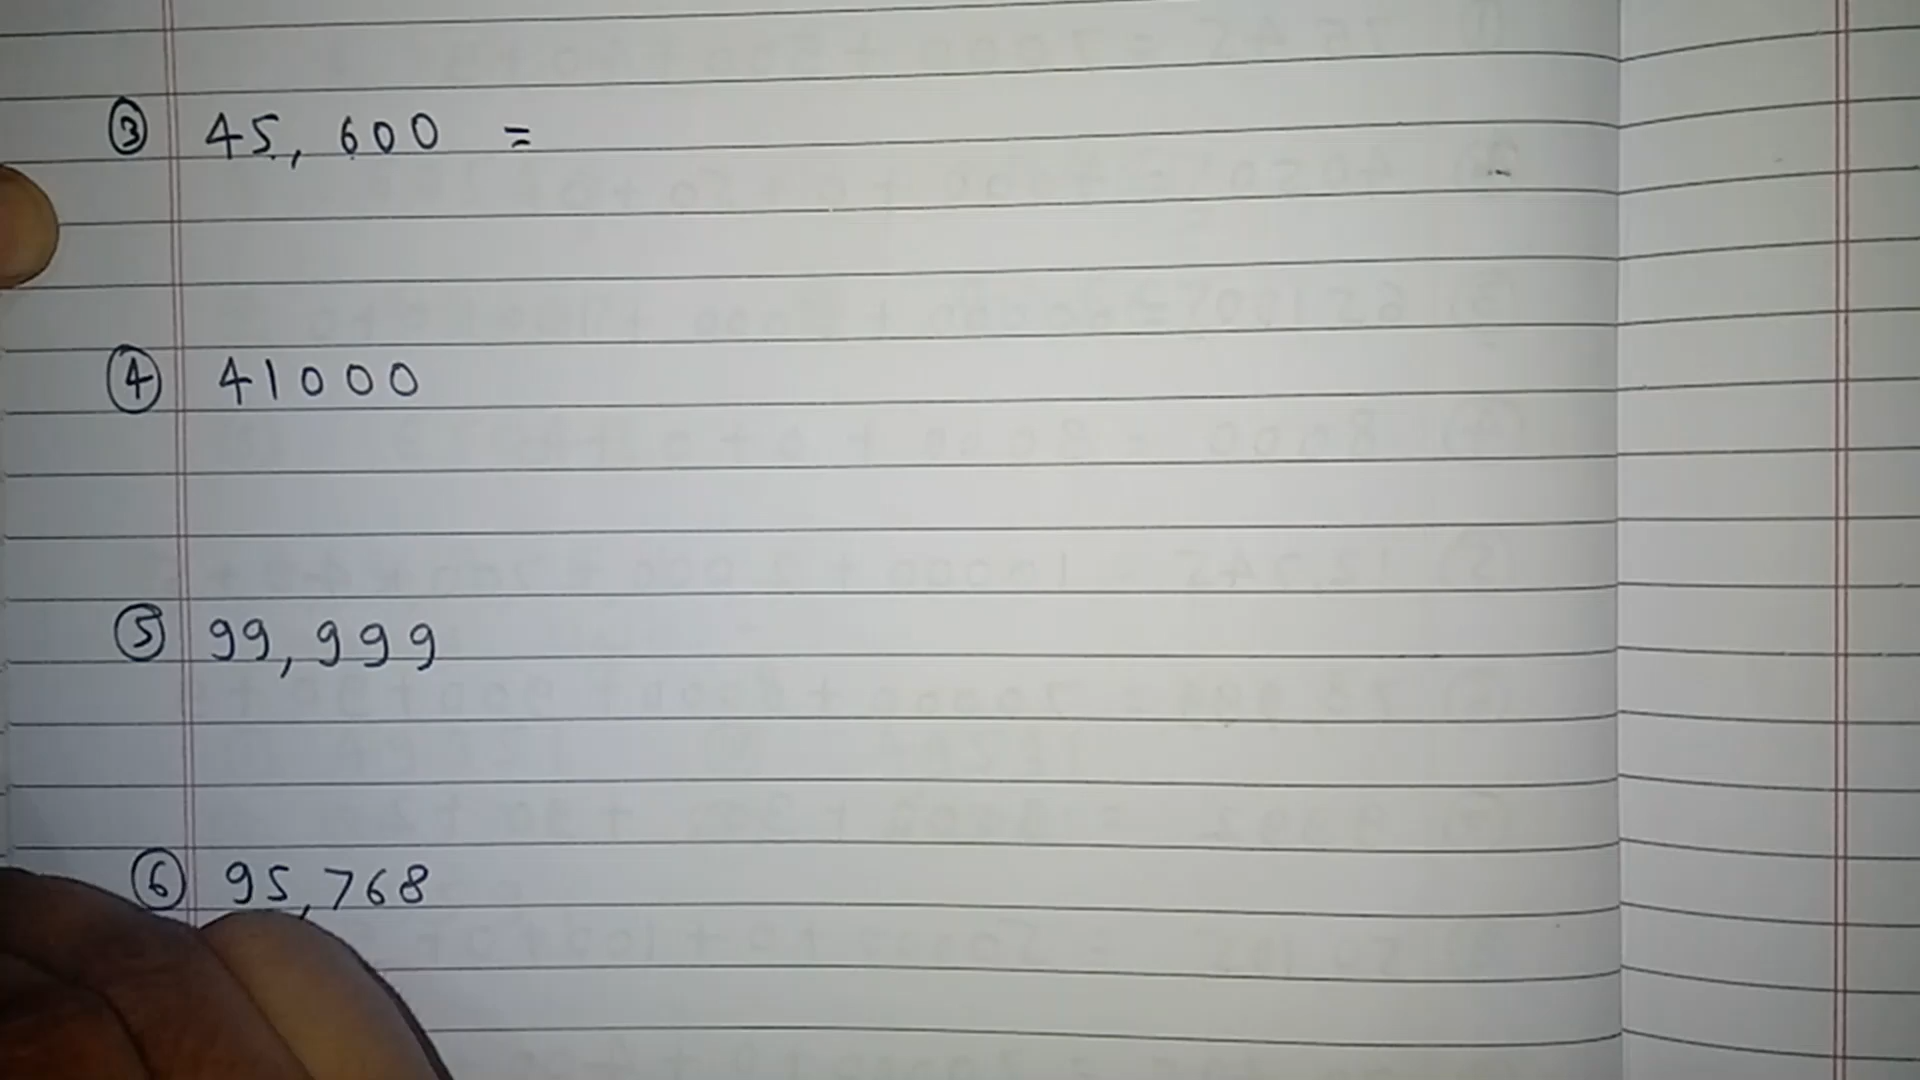 ③ 45,600 =
④ 41000
⑤ 99,999
⑥ 95,768